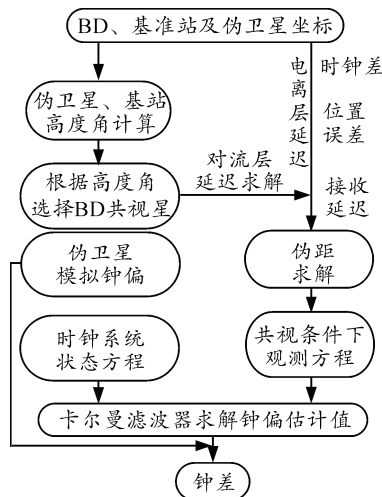 BD、基准站及伪卫星坐标
电离层延迟
时钟差
位置
误差
接收
延迟
伪卫星、基站
高度角计算
根据高度角
选择BD共视星
对流层
延迟求解
伪卫星
模拟钟偏
伪距
求解
时钟系统
状态方程
共视条件下
观测方程
卡尔曼滤波器求解钟偏估计值
钟差